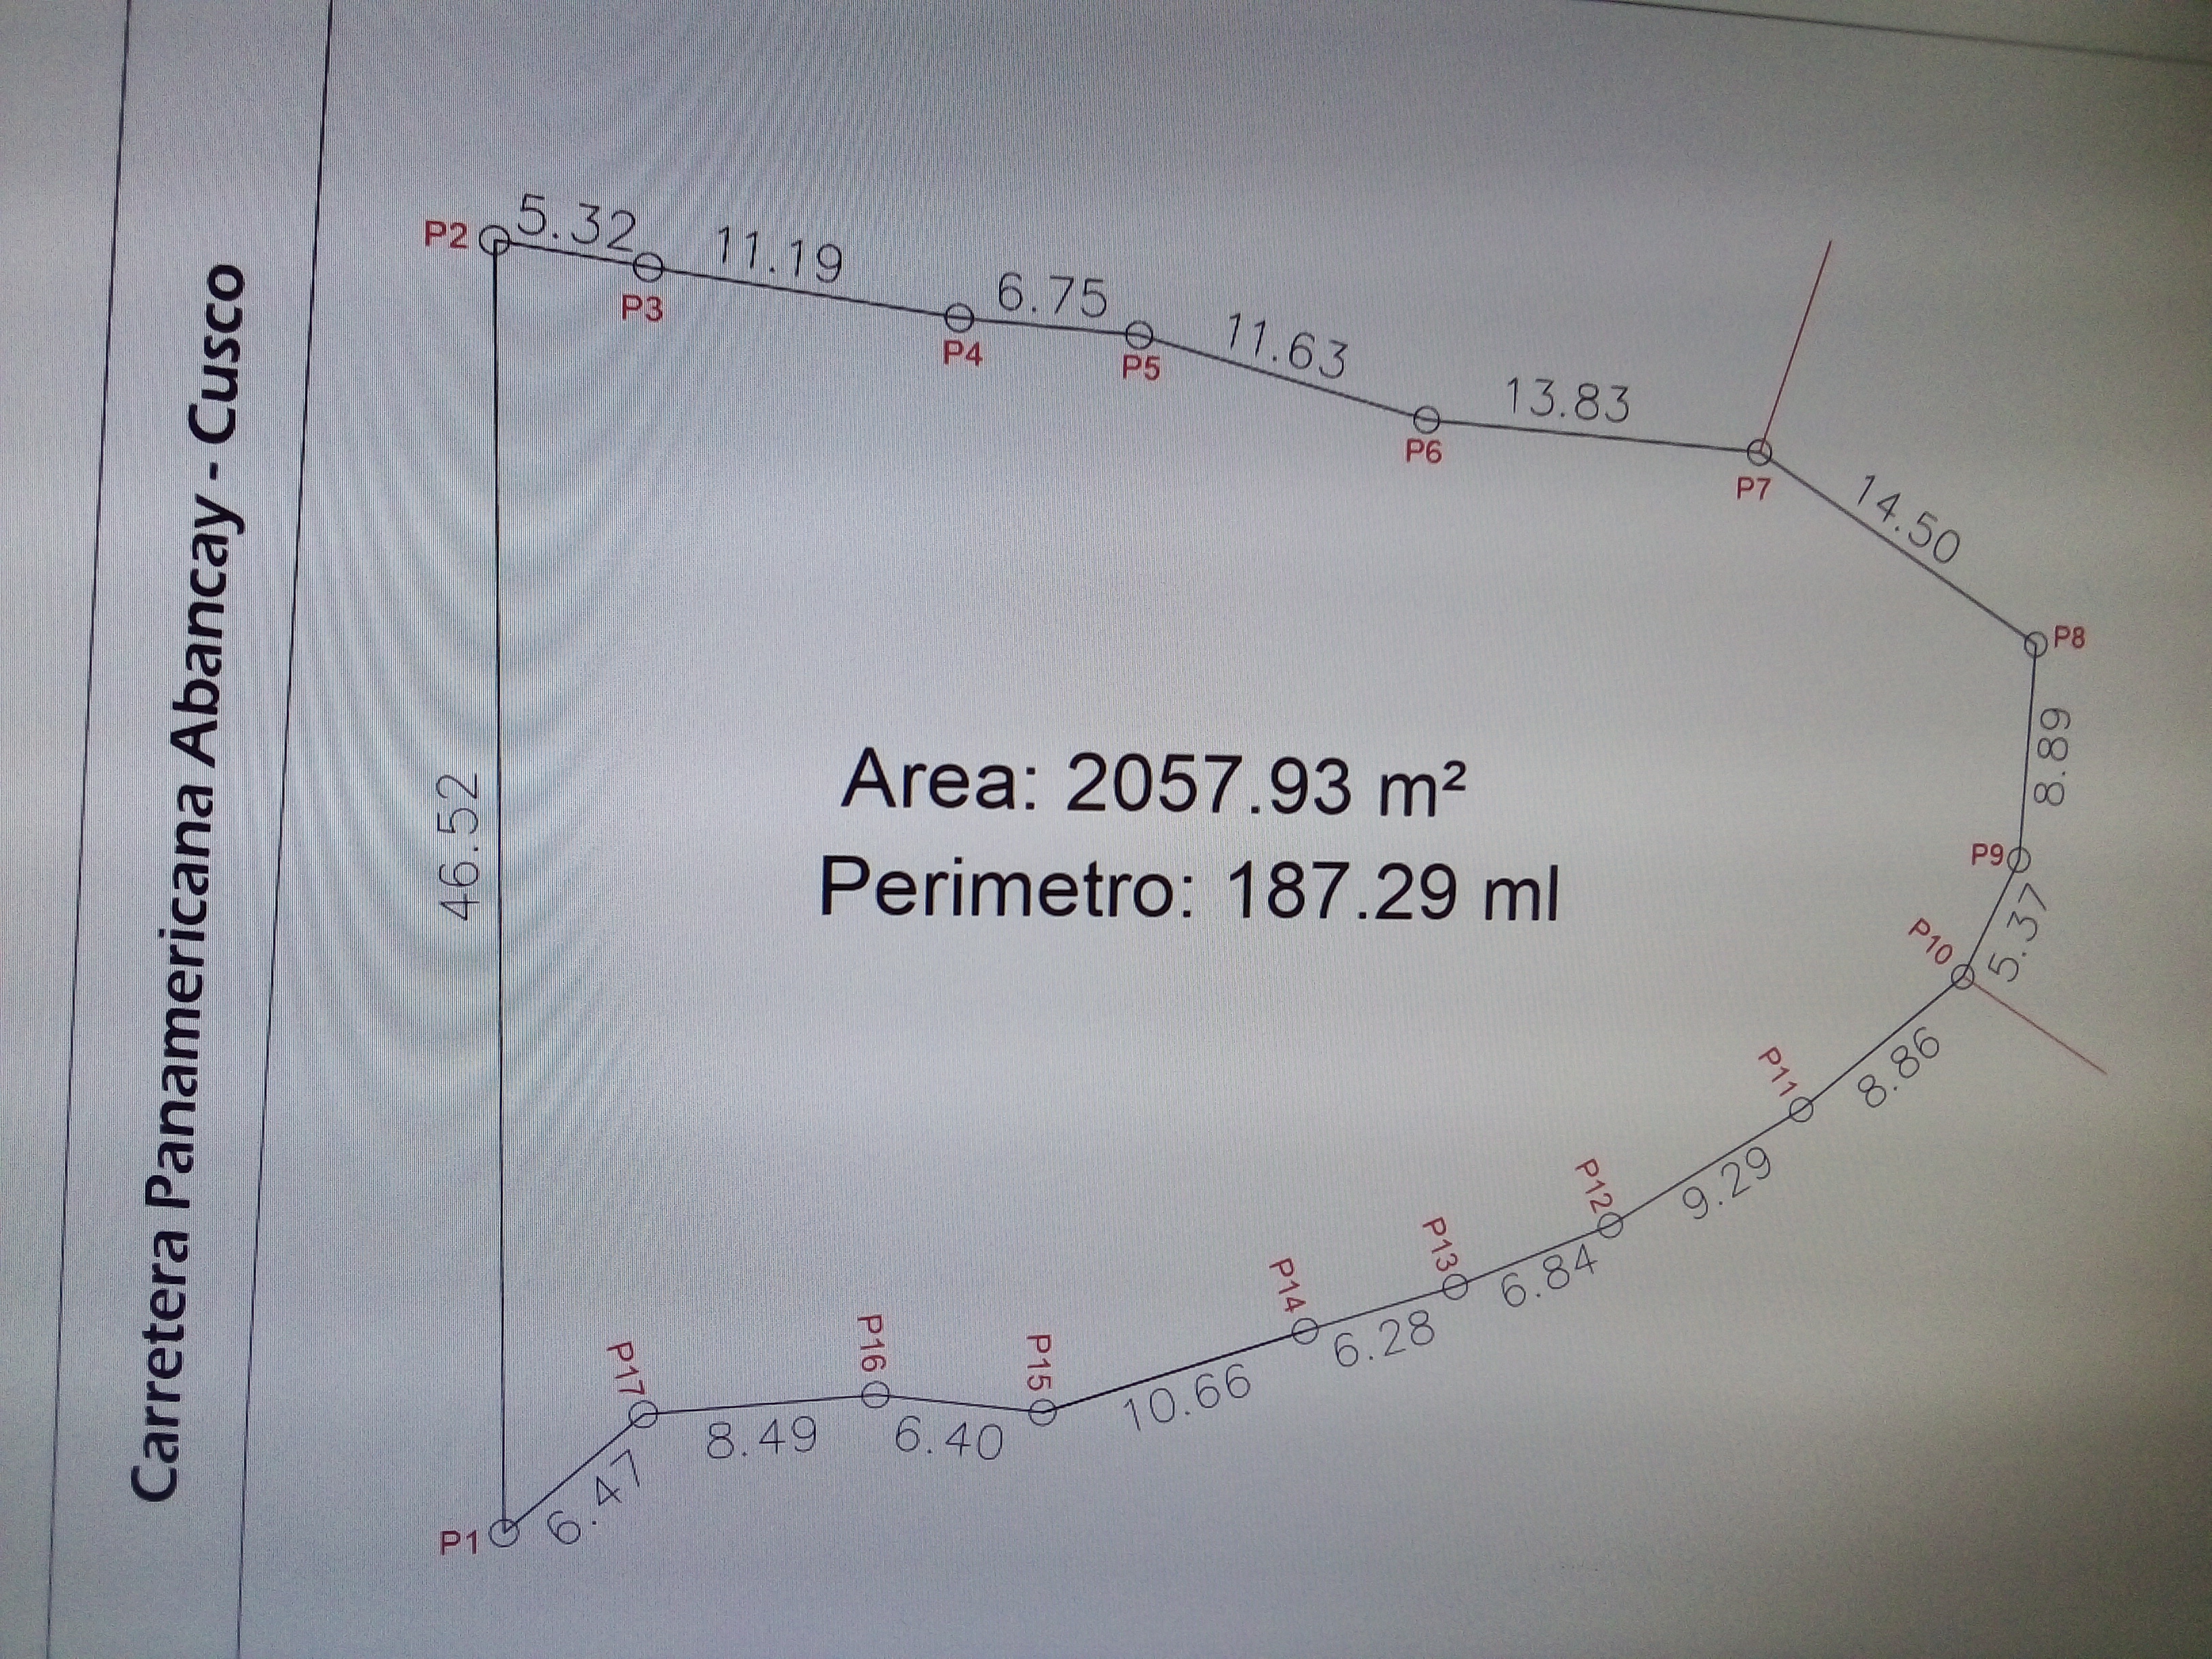 Carretera Panamericana Abancay - Cusco
P2
5.32
P3
11.19
P4
6.75
P5
11.63
P6
13.83
P7
14.50
P8
8.89
P9
5.37
P10
8.86
P11
9.29
P12
6.84
P13
6.28
P14
10.66
P15
6.40
P16
8.49
P17
6.47
P1
46.52
Area: 2057.93 m²
Perimetro: 187.29 ml